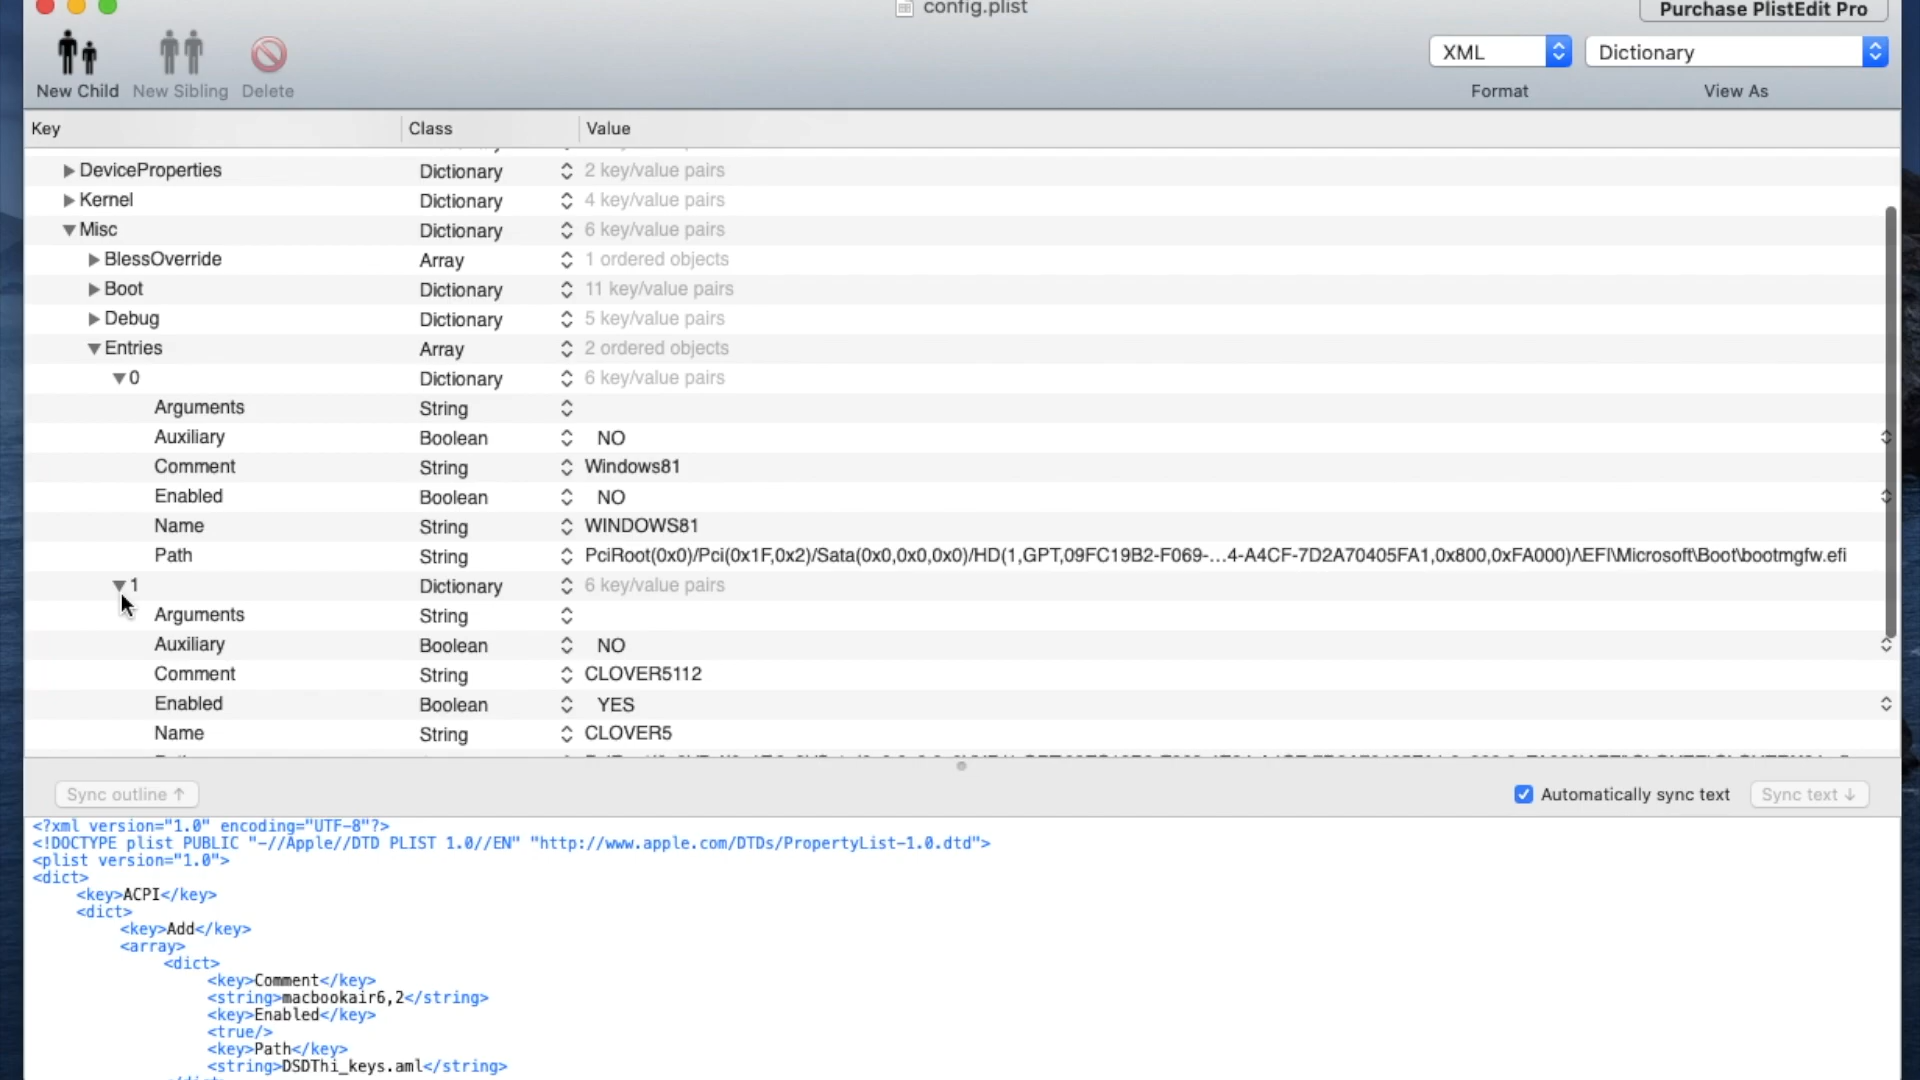 config.plist
Purchase PlistEdit Pro
New Child New Sibling Delete
XML Dictionary
Format View As
Key Class Value
DeviceProperties Dictionary 2 key/value pairs
Kernel Dictionary 4 key/value pairs
Misc Dictionary 6 key/value pairs
BlessOverride Array 1 ordered objects
Boot Dictionary 11 key/value pairs
Debug Dictionary 5 key/value pairs
Entries Array 2 ordered objects
0 Dictionary 6 key/value pairs
Arguments String
Auxiliary Boolean NO
Comment String Windows81
Enabled Boolean NO
Name String WINDOWS81
Path String PciRoot(0x0)/Pci(0x1F,0x2)/Sata(0x0,0x0,0x0)/HD(1,GPT,09FC19B2-F069-...4-A4CF-7D2A70405FA1,0x800,0xFA000)/\EFI\Microsoft\Boot\bootmgfw.efi
1 Dictionary 6 key/value pairs
Arguments String
Auxiliary Boolean NO
Comment String CLOVER5112
Enabled Boolean YES
Name String CLOVER5
Sync outline ↑ Automatically sync text Sync text ↓
<?xml version="1.0" encoding="UTF-8"?>
<!DOCTYPE plist PUBLIC "-//Apple//DTD PLIST 1.0//EN" "http://www.apple.com/DTDs/PropertyList-1.0.dtd">
<plist version="1.0">
<dict>
<key>ACPI</key>
<dict>
<key>Add</key>
<array>
<dict>
<key>Comment</key>
<string>macbookair6,2</string>
<key>Enabled</key>
<true/>
<key>Path</key>
<string>DSDThi_keys.aml</string>